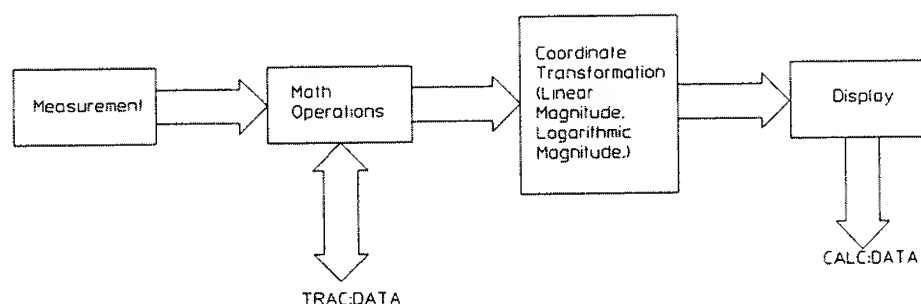 Measurement
Math
Operations
Coordinate
Transformation
(Linear
Magnitude,
Logarithmic
Magnitude,)
Display
TRAC:DATA
CALC:DATA